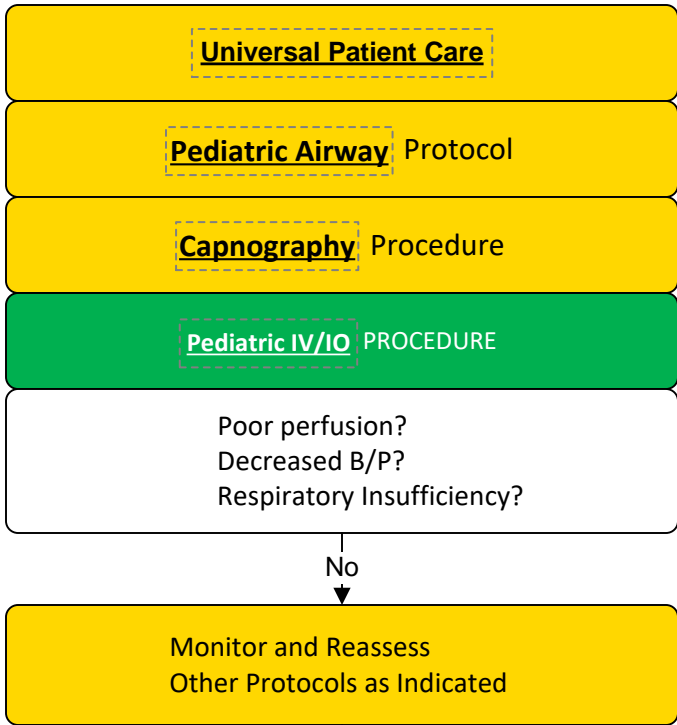 Universal Patient Care
Pediatric Airway Protocol
Capnography Procedure
Pediatric IV/IO PROCEDURE
Poor perfusion?
Decreased B/P?
Respiratory Insufficiency?
No
Monitor and Reassess
Other Protocols as Indicated